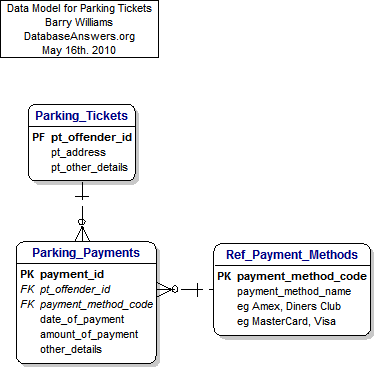 Data Model for Parking Tickets
Barry Williams
DatabaseAnswers.org
May 16th. 2010
Parking_Tickets
PF pt_offender_id
pt_address
pt_other_details
Parking_Payments
PK payment_id
FK pt_offender_id
FK payment_method_code
date_of_payment
amount_of_payment
other_details
Ref_Payment_Methods
PK payment_method_code
payment_method_name
eg Amex, Diners Club
eg MasterCard, Visa